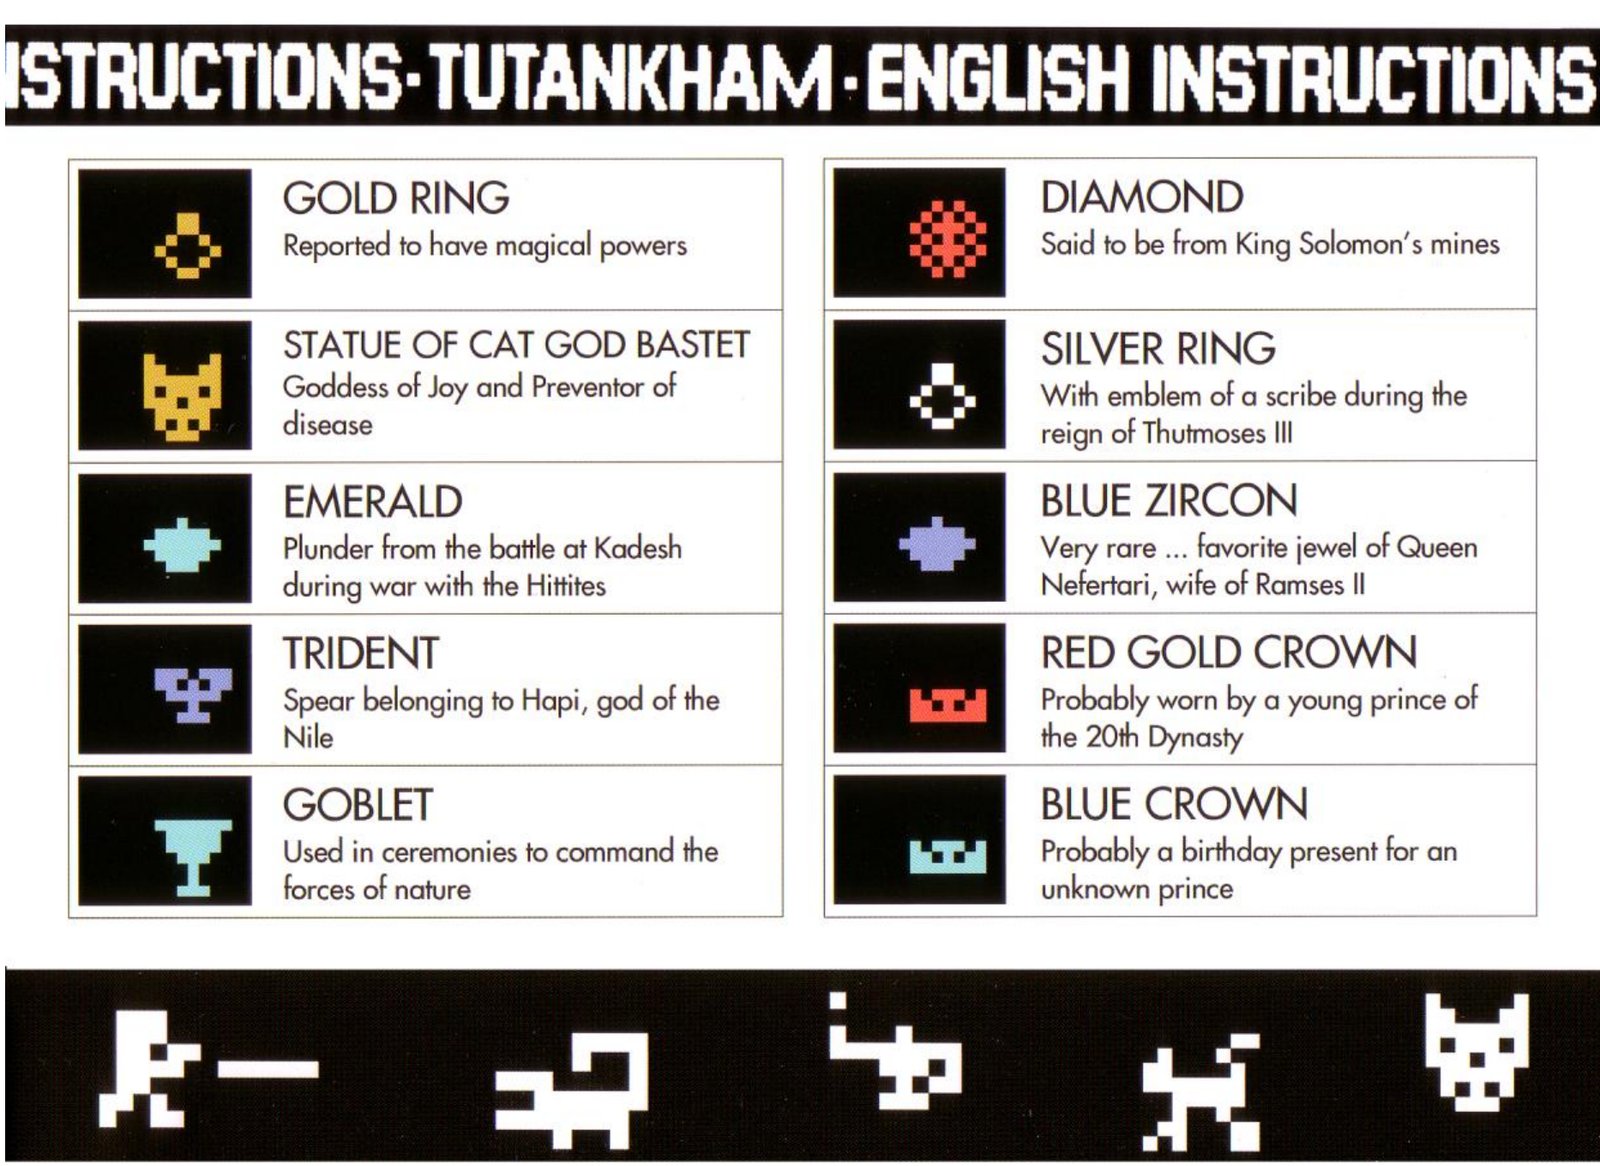 NSTRUCTIONS · TUTANKHAM · ENGLISH INSTRUCTIONS
GOLD RING
Reported to have magical powers
STATUE OF CAT GOD BASTET
Goddess of Joy and Preventor of
disease
EMERALD
Plunder from the battle at Kadesh
during war with the Hittites
TRIDENT
Spear belonging to Hapi, god of the
Nile
GOBLET
Used in ceremonies to command the
forces of nature
DIAMOND
Said to be from King Solomon's mines
SILVER RING
With emblem of a scribe during the
reign of Thutmoses III
BLUE ZIRCON
Very rare ... favorite jewel of Queen
Nefertari, wife of Ramses II
RED GOLD CROWN
Probably worn by a young prince of
the 20th Dynasty
BLUE CROWN
Probably a birthday present for an
unknown prince